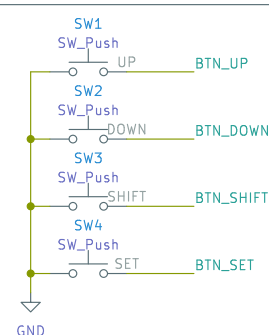 SW1
SW_Push
UP
BTN_UP
SW2
SW_Push
DOWN
BTN_DOWN
SW3
SW_Push
SHIFT
BTN_SHIFT
SW4
SW_Push
SET
BTN_SET
GND